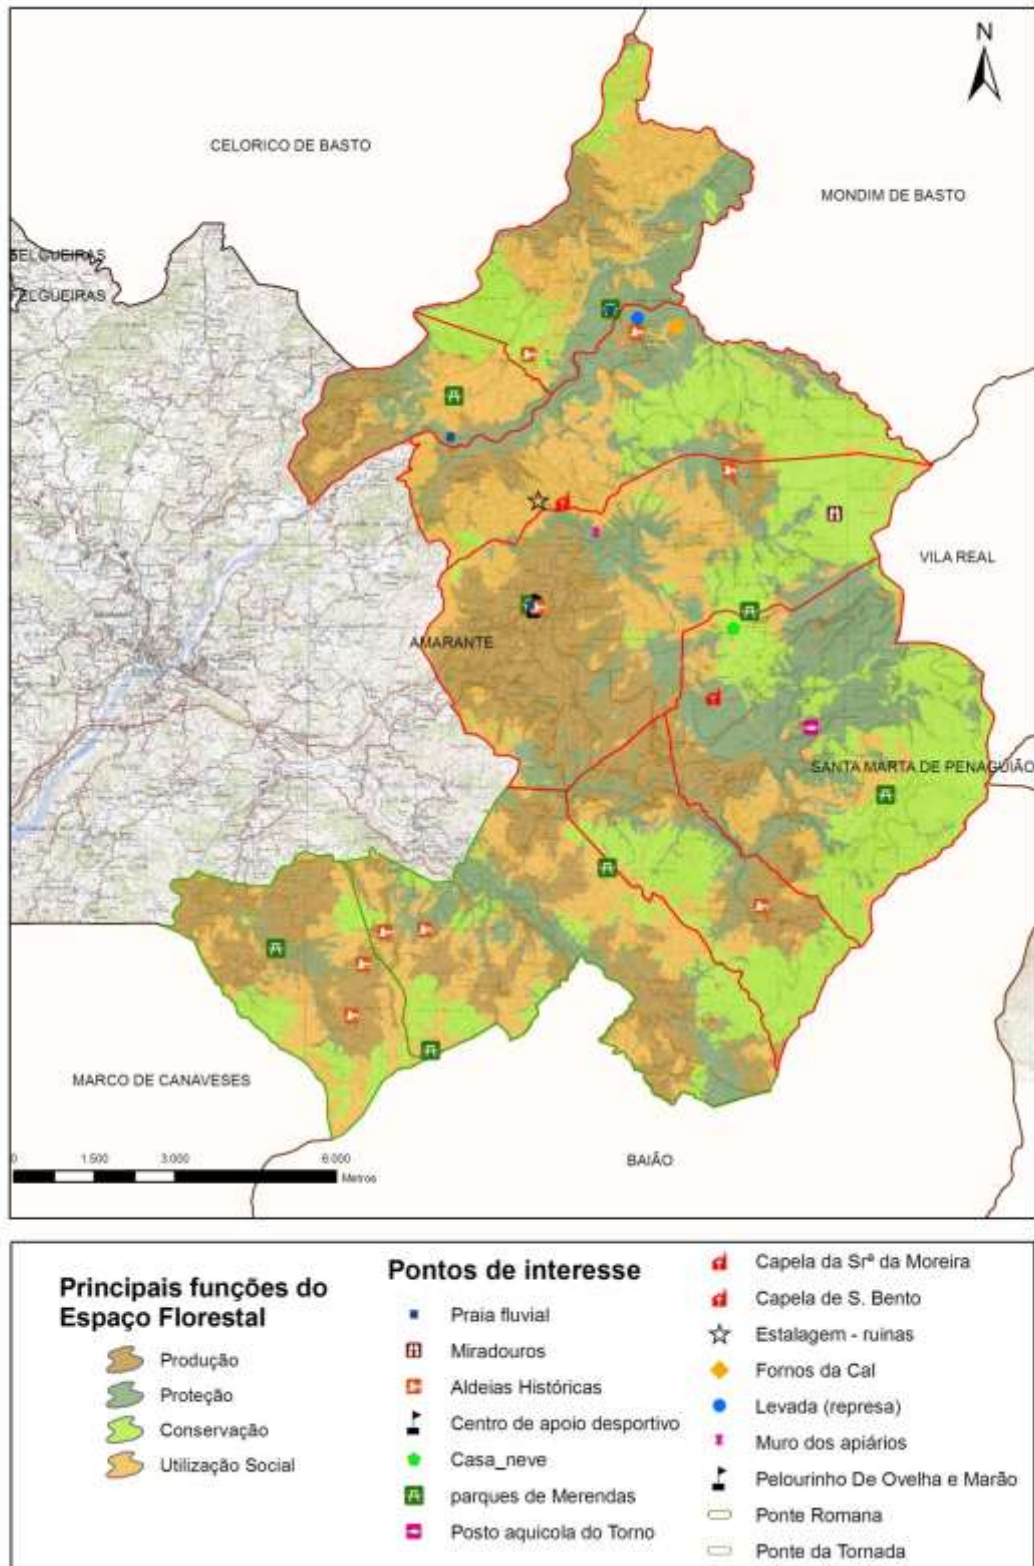 N
CELORICO DE BASTO
MONDIM DE BASTO
FELGUEIRAS
FELGUEIRAS
VILA REAL
AMARANTE
SANTA MARTA DE PENAGUIÃO
MARCO DE CANAVESES
BAIÃO
0 1.500 3.000 6.000
Metros
Principais funções do
Espaço Florestal
Produção
Proteção
Conservação
Utilização Social
Pontos de interesse
Praia fluvial
Miradouros
Aldeias Históricas
Centro de apoio desportivo
Casa_neve
parques de Merendas
Posto aquicola do Torno
Capela da Srª da Moreira
Capela de S. Bento
Estalagem - ruinas
Fornos da Cal
Levada (represa)
Muro dos apiários
Pelourinho De Ovelha e Marão
Ponte Romana
Ponte da Tornada